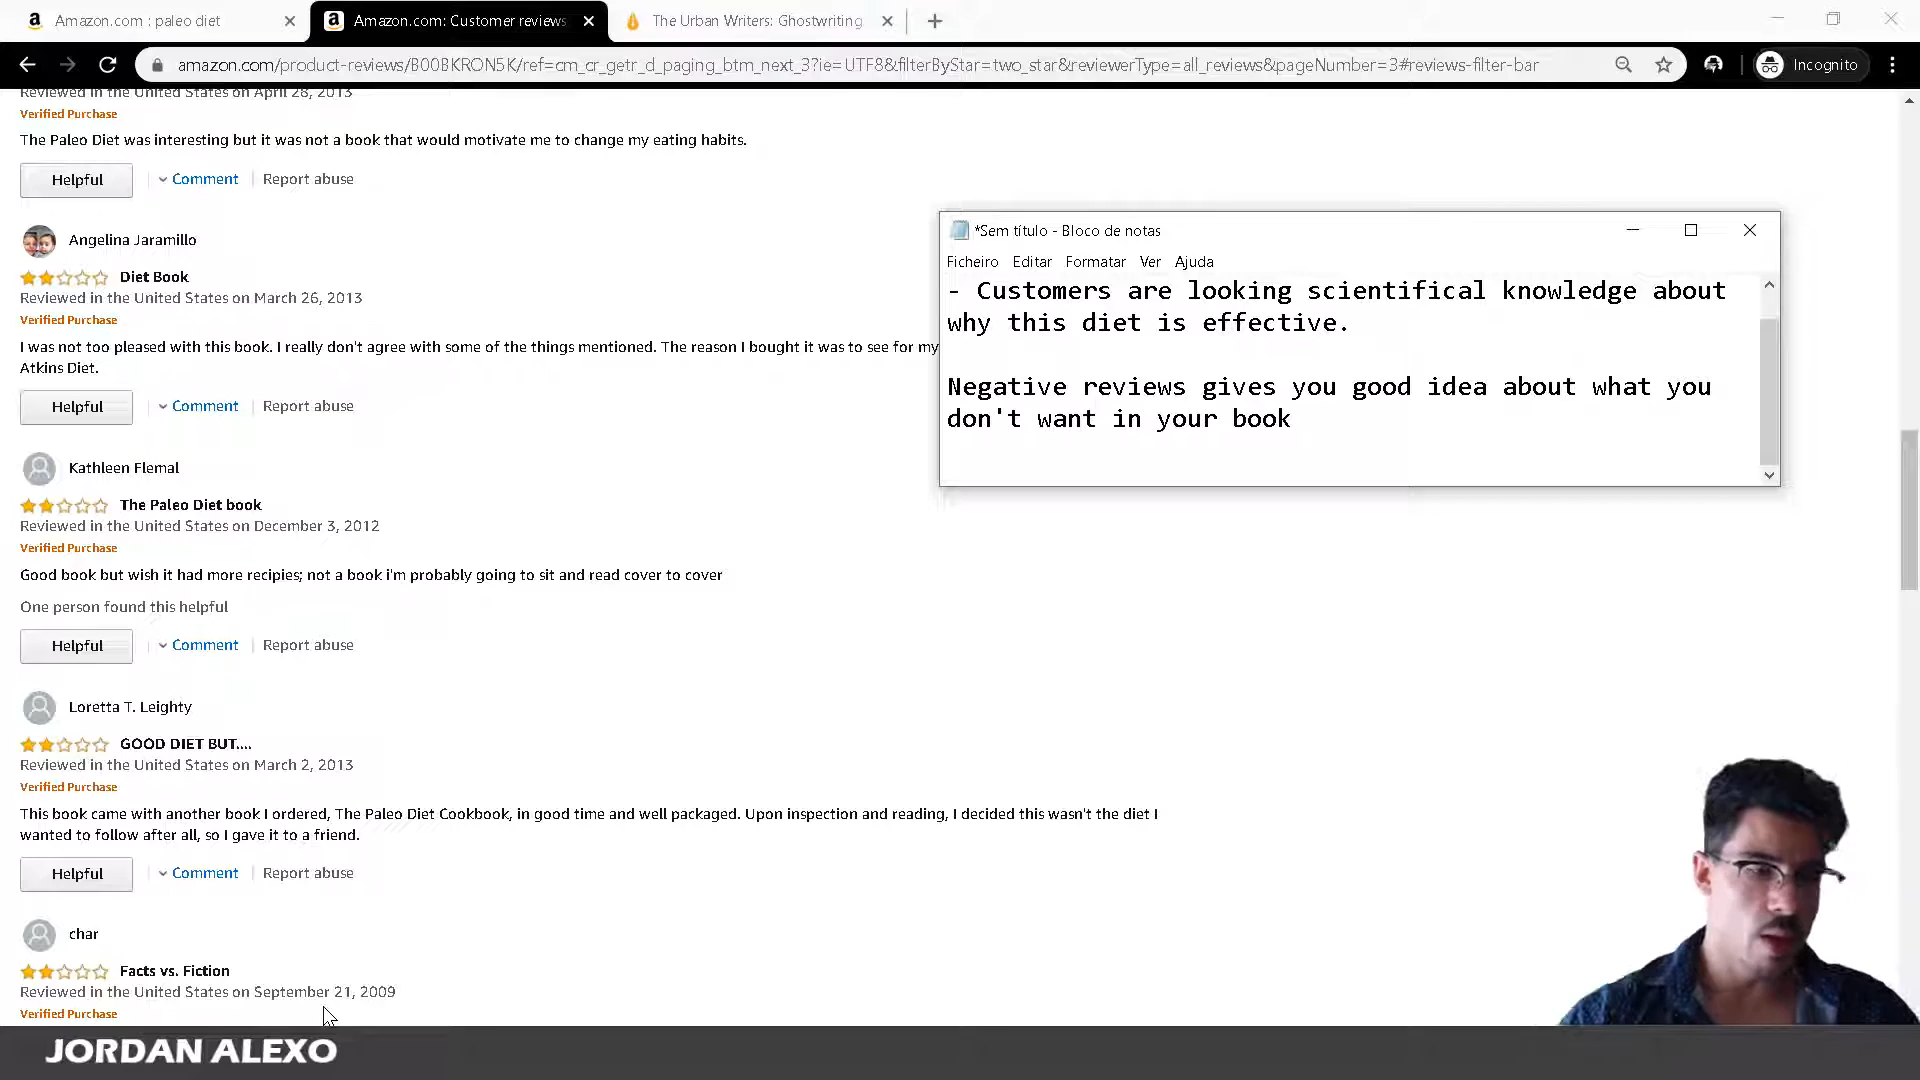 Amazon.com : paleo diet
Amazon.com: Customer reviews
The Urban Writers: Ghostwriting
amazon.com/product-reviews/B00BKRON5K/ref=cm_cr_getr_d_paging_btm_next_3?ie=UTF8&filterByStar=two_star&reviewerType=all_reviews&pageNumber=3#reviews-filter-bar
Incognito
Reviewed in the United States on April 28, 2013
Verified Purchase
The Paleo Diet was interesting but it was not a book that would motivate me to change my eating habits.
Helpful
Comment
Report abuse
Angelina Jaramillo
Diet Book
Reviewed in the United States on March 26, 2013
Verified Purchase
I was not too pleased with this book. I really don't agree with some of the things mentioned. The reason I bought it was to see for my
Atkins Diet.
Helpful
Comment
Report abuse
Kathleen Flemal
The Paleo Diet book
Reviewed in the United States on December 3, 2012
Verified Purchase
Good book but wish it had more recipies; not a book i'm probably going to sit and read cover to cover
One person found this helpful
Helpful
Comment
Report abuse
Loretta T. Leighty
GOOD DIET BUT....
Reviewed in the United States on March 2, 2013
Verified Purchase
This book came with another book I ordered, The Paleo Diet Cookbook, in good time and well packaged. Upon inspection and reading, I decided this wasn't the diet I
wanted to follow after all, so I gave it to a friend.
Helpful
Comment
Report abuse
char
Facts vs. Fiction
Reviewed in the United States on September 21, 2009
Verified Purchase
*Sem título - Bloco de notas
Ficheiro Editar Formatar Ver Ajuda
- Customers are looking scientifical knowledge about
why this diet is effective.
Negative reviews gives you good idea about what you
don't want in your book
JORDAN ALEXO